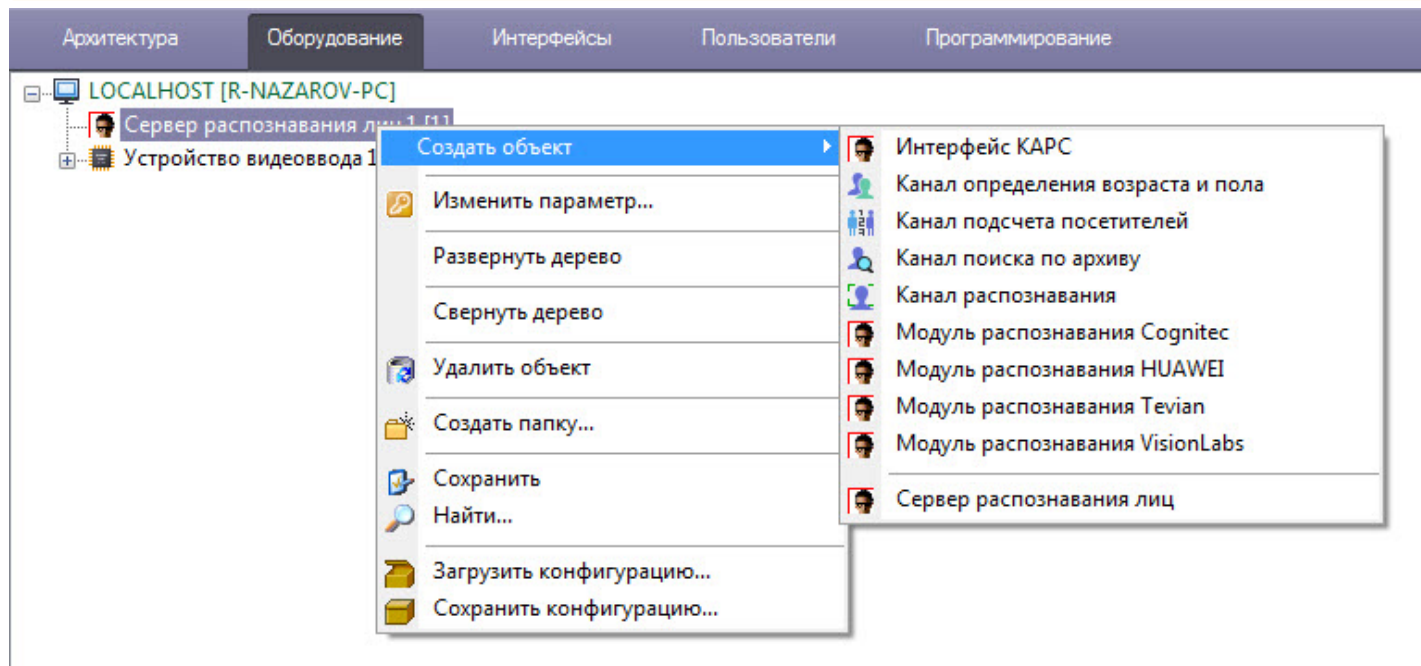 Архитектура Оборудование Интерфейсы Пользователи Программирование
LOCALHOST [R-NAZAROV-PC]
Сервер распознавания лиц 1 [1]
Устройство видеоввода 1
Создать объект
Изменить параметр...
Развернуть дерево
Свернуть дерево
Удалить объект
Создать папку...
Сохранить
Найти...
Загрузить конфигурацию...
Сохранить конфигурацию...
Интерфейс КАРС
Канал определения возраста и пола
Канал подсчета посетителей
Канал поиска по архиву
Канал распознавания
Модуль распознавания Cognitec
Модуль распознавания HUAWEI
Модуль распознавания Tevian
Модуль распознавания VisionLabs
Сервер распознавания лиц